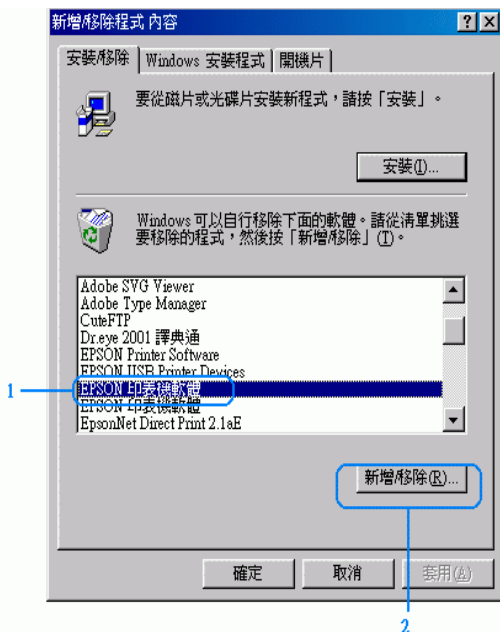 新增/移除程式 內容
安裝/移除
Windows 安裝程式
開機片
要從磁片或光碟片安裝新程式，請按「安裝」。
安裝(I)...
Windows 可以自行移除下面的軟體。請從清單挑選
要移除的程式，然後按「新增/移除」(T)。
Adobe SVG Viewer
Adobe Type Manager
CuteFTP
Dr.eye 2001 譯典通
EPSON Printer Software
EPSON USB Printer Devices
1
EPSON 印表機軟體
EPSON 印表機軟體
EpsonNet Direct Print 2.1aE
新增/移除(R)...
確定
取消
套用(A)
2